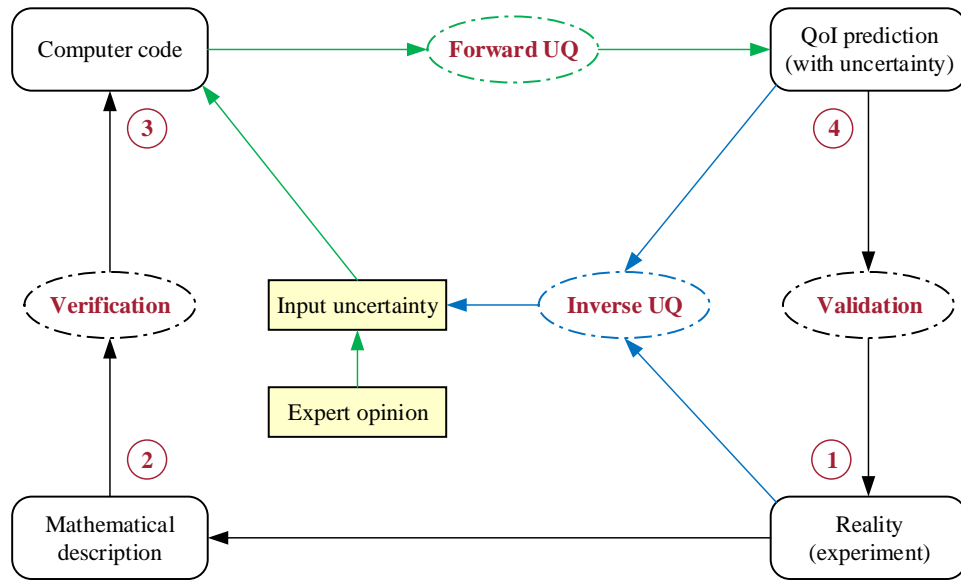 Computer code
Forward UQ
QoI prediction
(with uncertainty)
3
4
Verification
Input uncertainty
Inverse UQ
Validation
Expert opinion
2
1
Mathematical
description
Reality
(experiment)